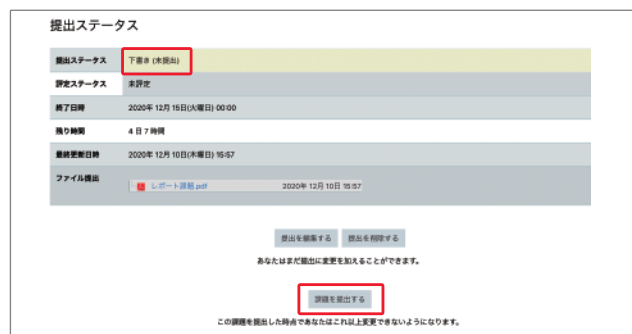 提出ステータス
提出ステータス 下書き (未提出)
評定ステータス 未評定
終了日時 2020年 12月 15日(火曜日) 00:00
残り時間 4 日 7 時間
最終更新日時 2020年 12月 10日(木曜日) 15:57
ファイル提出
レポート課題.pdf 2020年 12月 10日 15:57
提出を編集する 提出を削除する
あなたはまだ提出に変更を加えることができます。
課題を提出する
この課題を提出した時点であなたはこれ以上変更できないようになります。